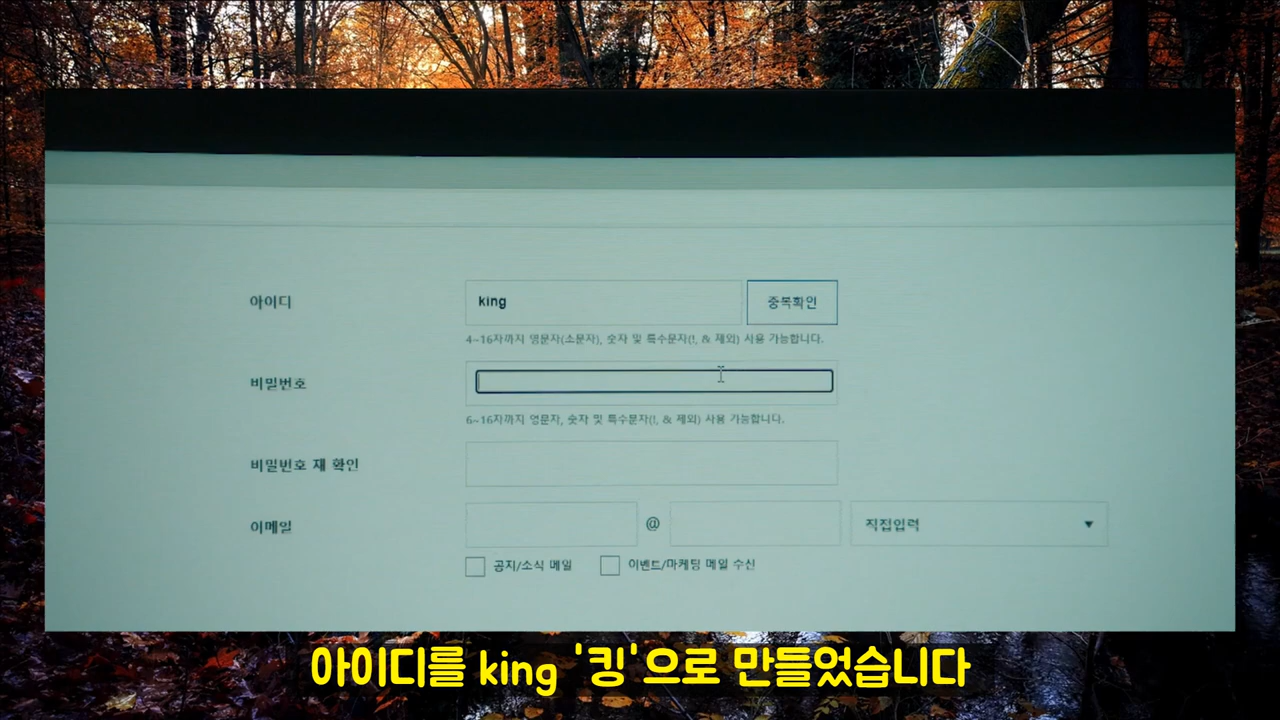 아이디 king 중복확인
4~16자까지 영문자(소문자), 숫자 및 특수문자(!, & 제외) 사용 가능합니다.
비밀번호
6~16자까지 영문자, 숫자 및 특수문자(!, & 제외) 사용 가능합니다.
비밀번호 재 확인
이메일 @ 직접입력 ▼
공지/소식 메일 이벤트/마케팅 메일 수신
아이디를 king '킹'으로 만들었습니다